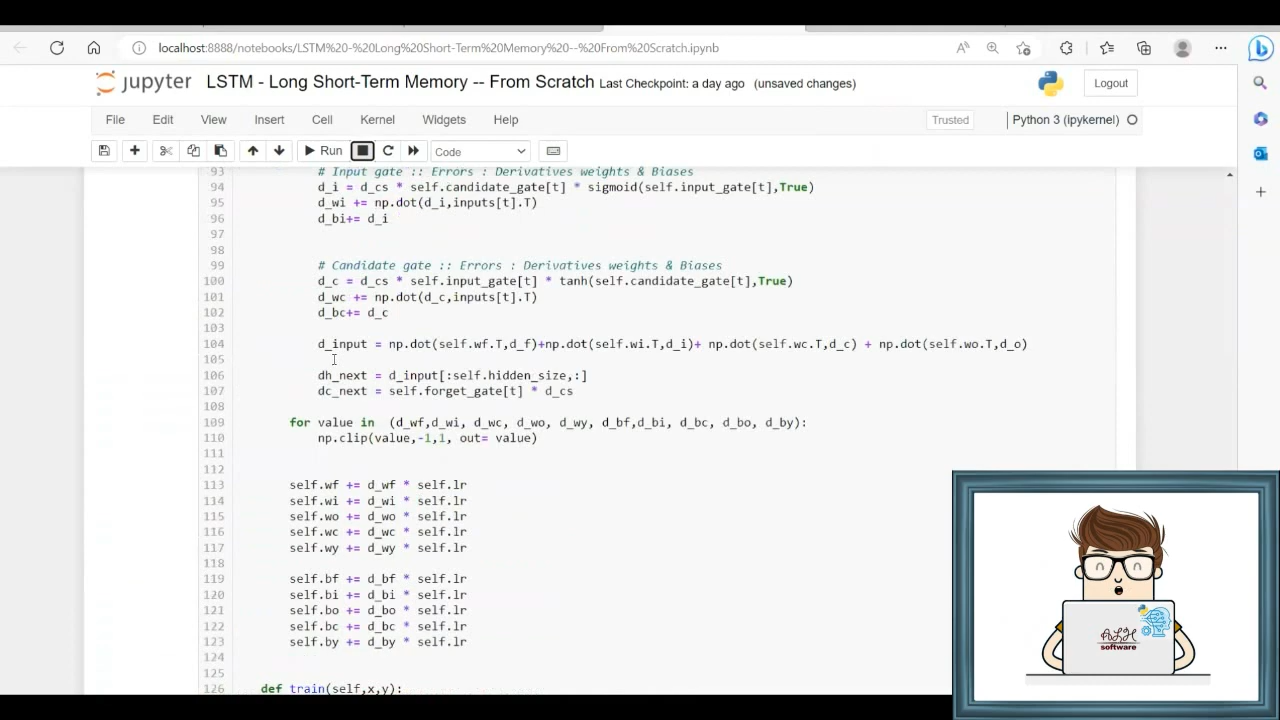 localhost:8888/notebooks/LSTM%20-%20Long%20Short-Term%20Memory%20--%20From%20Scratch.ipynb
jupyter LSTM - Long Short-Term Memory -- From Scratch Last Checkpoint: a day ago (unsaved changes)
Logout
File Edit View Insert Cell Kernel Widgets Help Trusted Python 3 (ipykernel)
Run Code
93 # Input gate :: Errors : Derivatives weights & Biases
94 d_i = d_cs * self.candidate_gate[t] * sigmoid(self.input_gate[t],True)
95 d_wi += np.dot(d_i,inputs[t].T)
96 d_bi+= d_i
97
98
99 # Candidate gate :: Errors : Derivatives weights & Biases
100 d_c = d_cs * self.input_gate[t] * tanh(self.candidate_gate[t],True)
101 d_wc += np.dot(d_c,inputs[t].T)
102 d_bc+= d_c
103
104 d_input = np.dot(self.wf.T,d_f)+np.dot(self.wi.T,d_i)+ np.dot(self.wc.T,d_c) + np.dot(self.wo.T,d_o)
105
106 dh_next = d_input[:self.hidden_size,:]
107 dc_next = self.forget_gate[t] * d_cs
108
109 for value in (d_wf,d_wi, d_wc, d_wo, d_wy, d_bf,d_bi, d_bc, d_bo, d_by):
110 np.clip(value,-1,1, out= value)
111
112
113 self.wf += d_wf * self.lr
114 self.wi += d_wi * self.lr
115 self.wo += d_wo * self.lr
116 self.wc += d_wc * self.lr
117 self.wy += d_wy * self.lr
118
119 self.bf += d_bf * self.lr
120 self.bi += d_bi * self.lr
121 self.bo += d_bo * self.lr
122 self.bc += d_bc * self.lr
123 self.by += d_by * self.lr
124
125
126 def train(self,x,y):
software